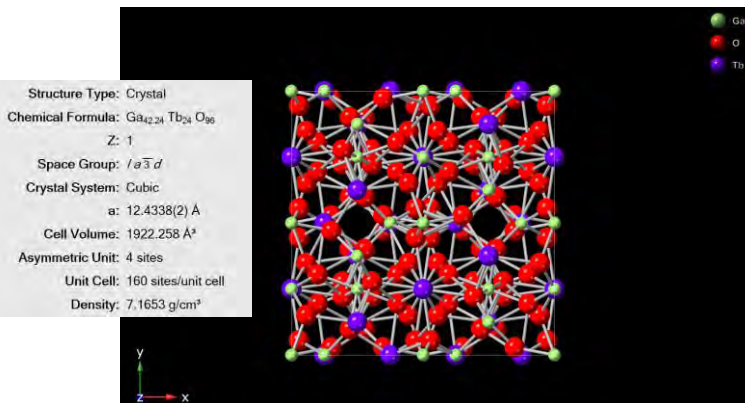 Ga
O
Tb
Structure Type: Crystal
Chemical Formula: Ga₄₂.₂₄ Tb₂₄ O₉₆
Z: 1
Space Group: I a 3̅ d
Crystal System: Cubic
a: 12.4338(2) Å
Cell Volume: 1922.258 Å³
Asymmetric Unit: 4 sites
Unit Cell: 160 sites/unit cell
Density: 7.1653 g/cm³
y
z x